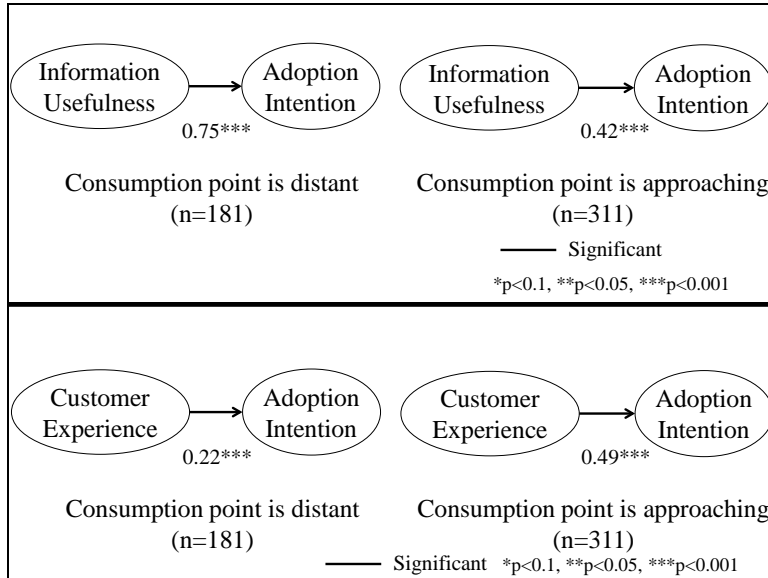 Information
Usefulness
Adoption
Intention
0.75***
Information
Usefulness
Adoption
Intention
0.42***
Consumption point is distant
(n=181)
Consumption point is approaching
(n=311)
Significant
*p<0.1, **p<0.05, ***p<0.001
Customer
Experience
Adoption
Intention
0.22***
Customer
Experience
Adoption
Intention
0.49***
Consumption point is distant
(n=181)
Consumption point is approaching
(n=311)
Significant *p<0.1, **p<0.05, ***p<0.001